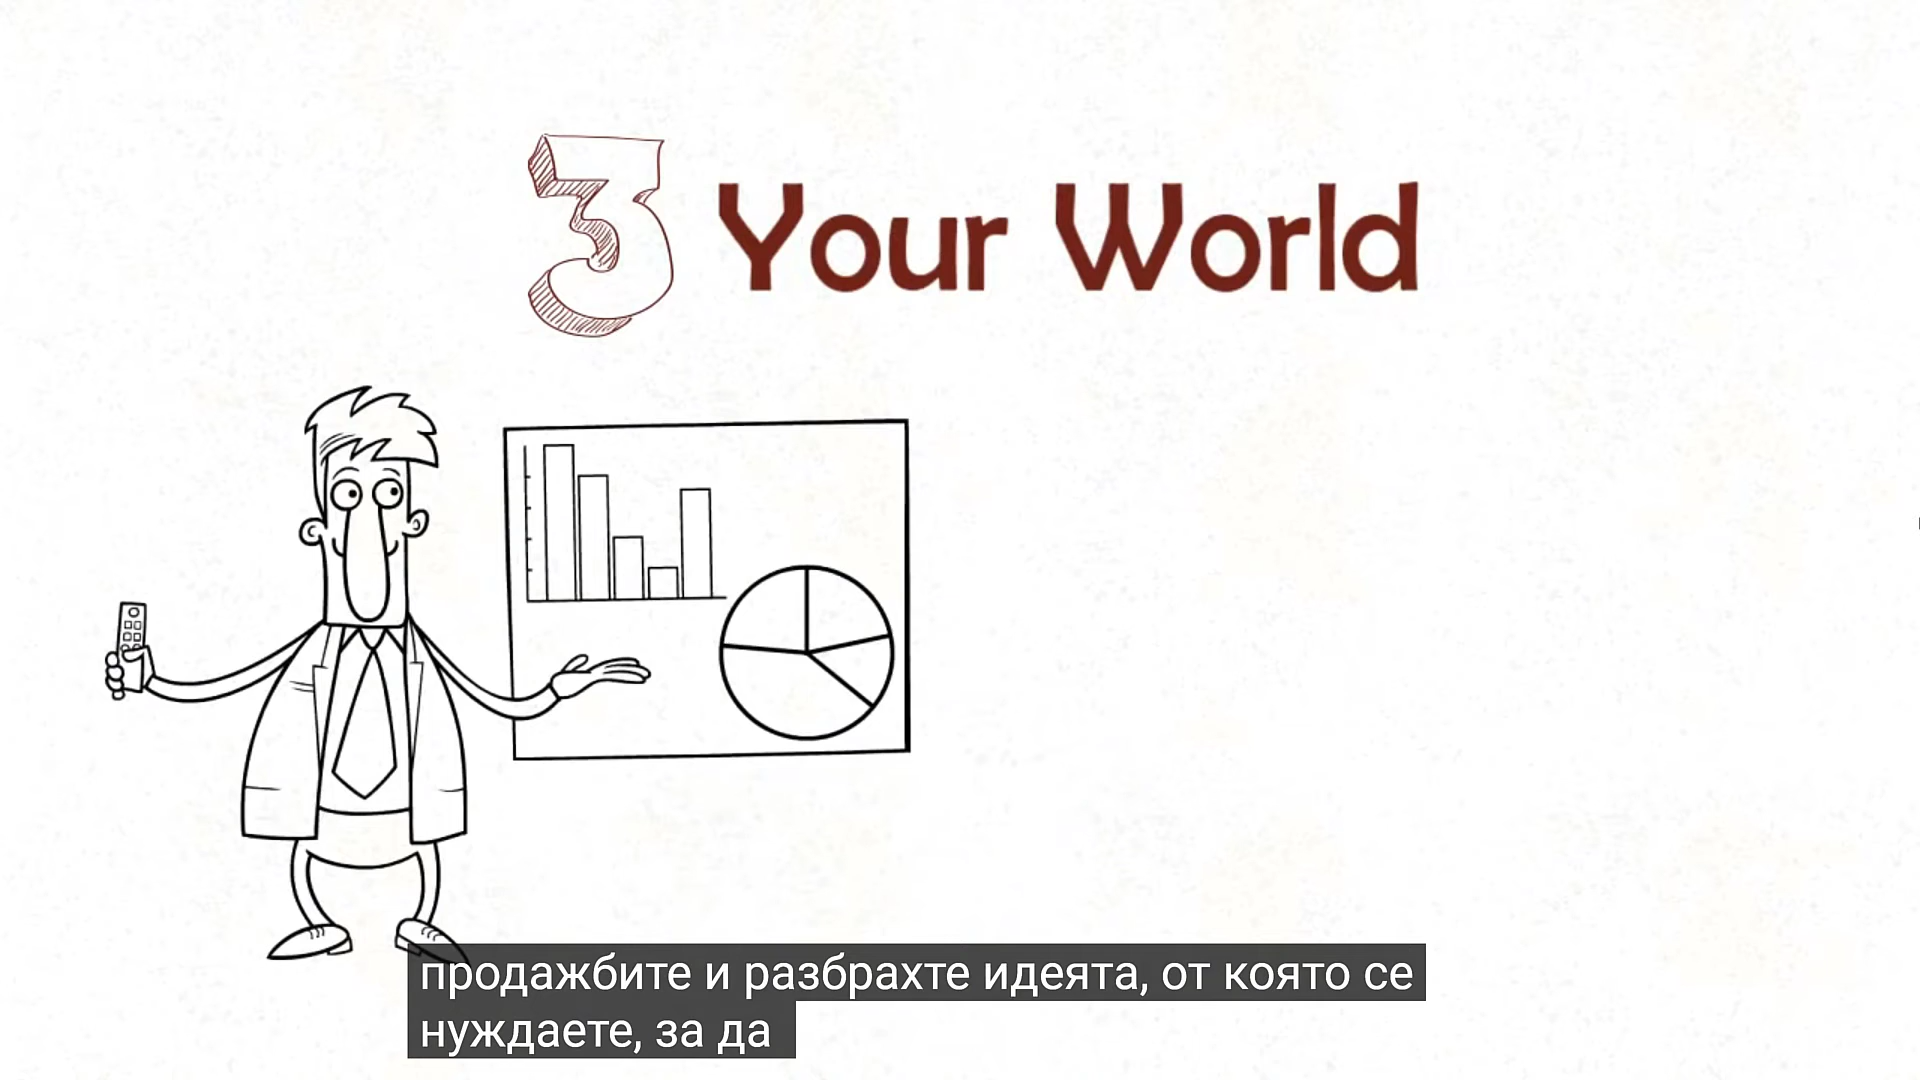 3 Your World
продажбите и разбрахте идеята, от която се
нуждаете, за да